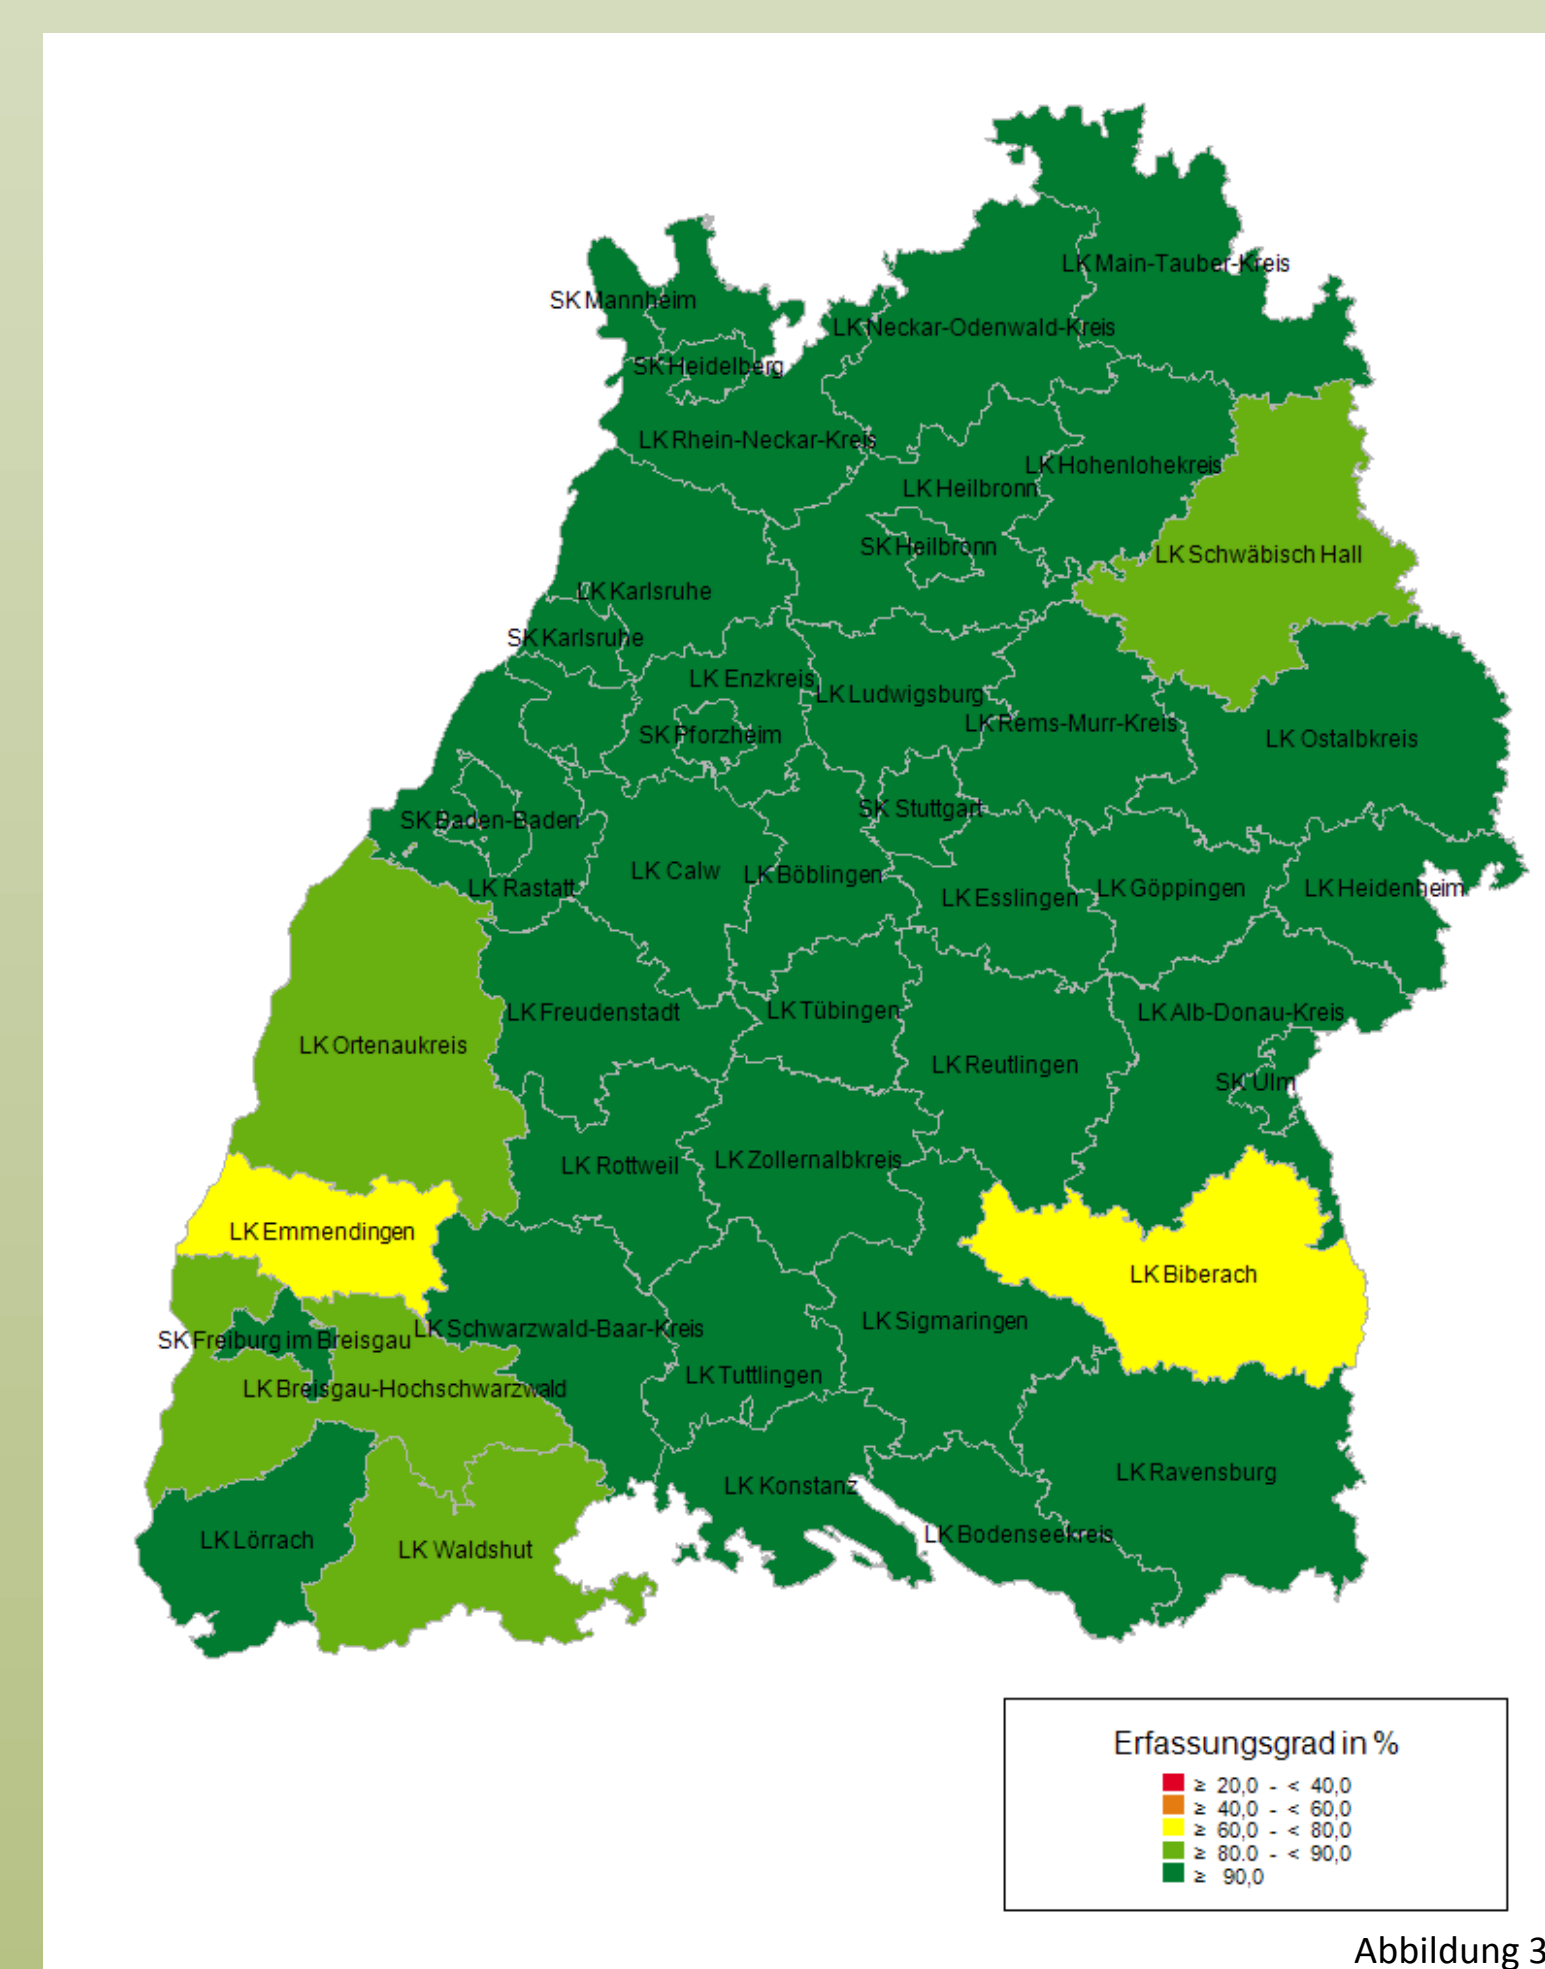 LK Main-Tauber-Kreis
SK Mannheim
LK Neckar-Odenwald-Kreis
SK Heidelberg
LK Rhein-Neckar-Kreis
LK Hohenlohekreis
LK Heilbronn
SK Heilbronn
LK Schwäbisch Hall
LK Karlsruhe
SK Karlsruhe
LK Enzkreis
LK Ludwigsburg
LK Rems-Murr-Kreis
SK Pforzheim
LK Ostalbkreis
SK Stuttgart
SK Baden-Baden
LK Calw
LK Böblingen
LK Rastatt
LK Esslingen
LK Göppingen
LK Heidenheim
LK Freudenstadt
LK Tübingen
LK Alb-Donau-Kreis
LK Ortenaukreis
LK Reutlingen
SK Ulm
LK Rottweil
LK Zollernalbkreis
LK Emmendingen
LK Biberach
LK Sigmaringen
SK Freiburg im Breisgau
LK Schwarzwald-Baar-Kreis
LK Tuttlingen
LK Breisgau-Hochschwarzwald
LK Ravensburg
LK Konstanz
LK Lörrach
LK Waldshut
LK Bodenseekreis
Erfassungsgrad in %
≥ 20,0 - < 40,0
≥ 40,0 - < 60,0
≥ 60,0 - < 80,0
≥ 80.0 - < 90,0
≥ 90,0
Abbildung 3